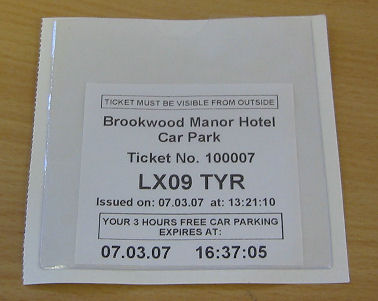 TICKET MUST BE VISIBLE FROM OUTSIDE
Brookwood Manor Hotel
Car Park
Ticket No. 100007
LX09 TYR
Issued on: 07.03.07 at: 13:21:10
YOUR 3 HOURS FREE CAR PARKING
EXPIRES AT:
07.03.07 16:37:05